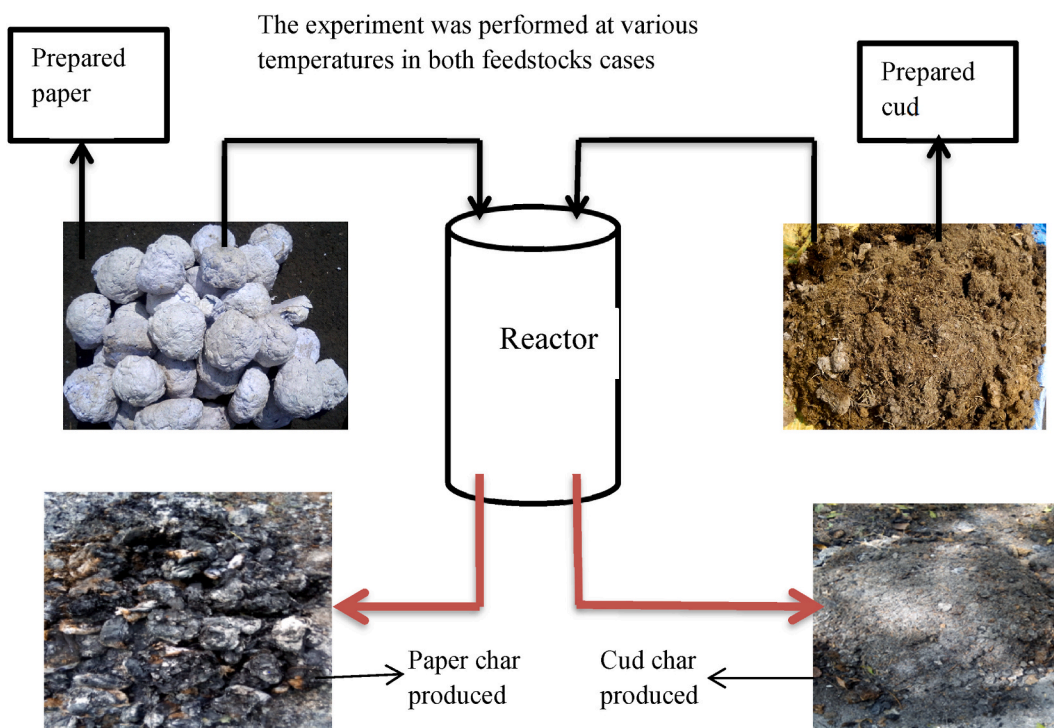 The experiment was performed at various
temperatures in both feedstocks cases
Prepared
paper
Prepared
cud
Reactor
Paper char
produced
Cud char
produced